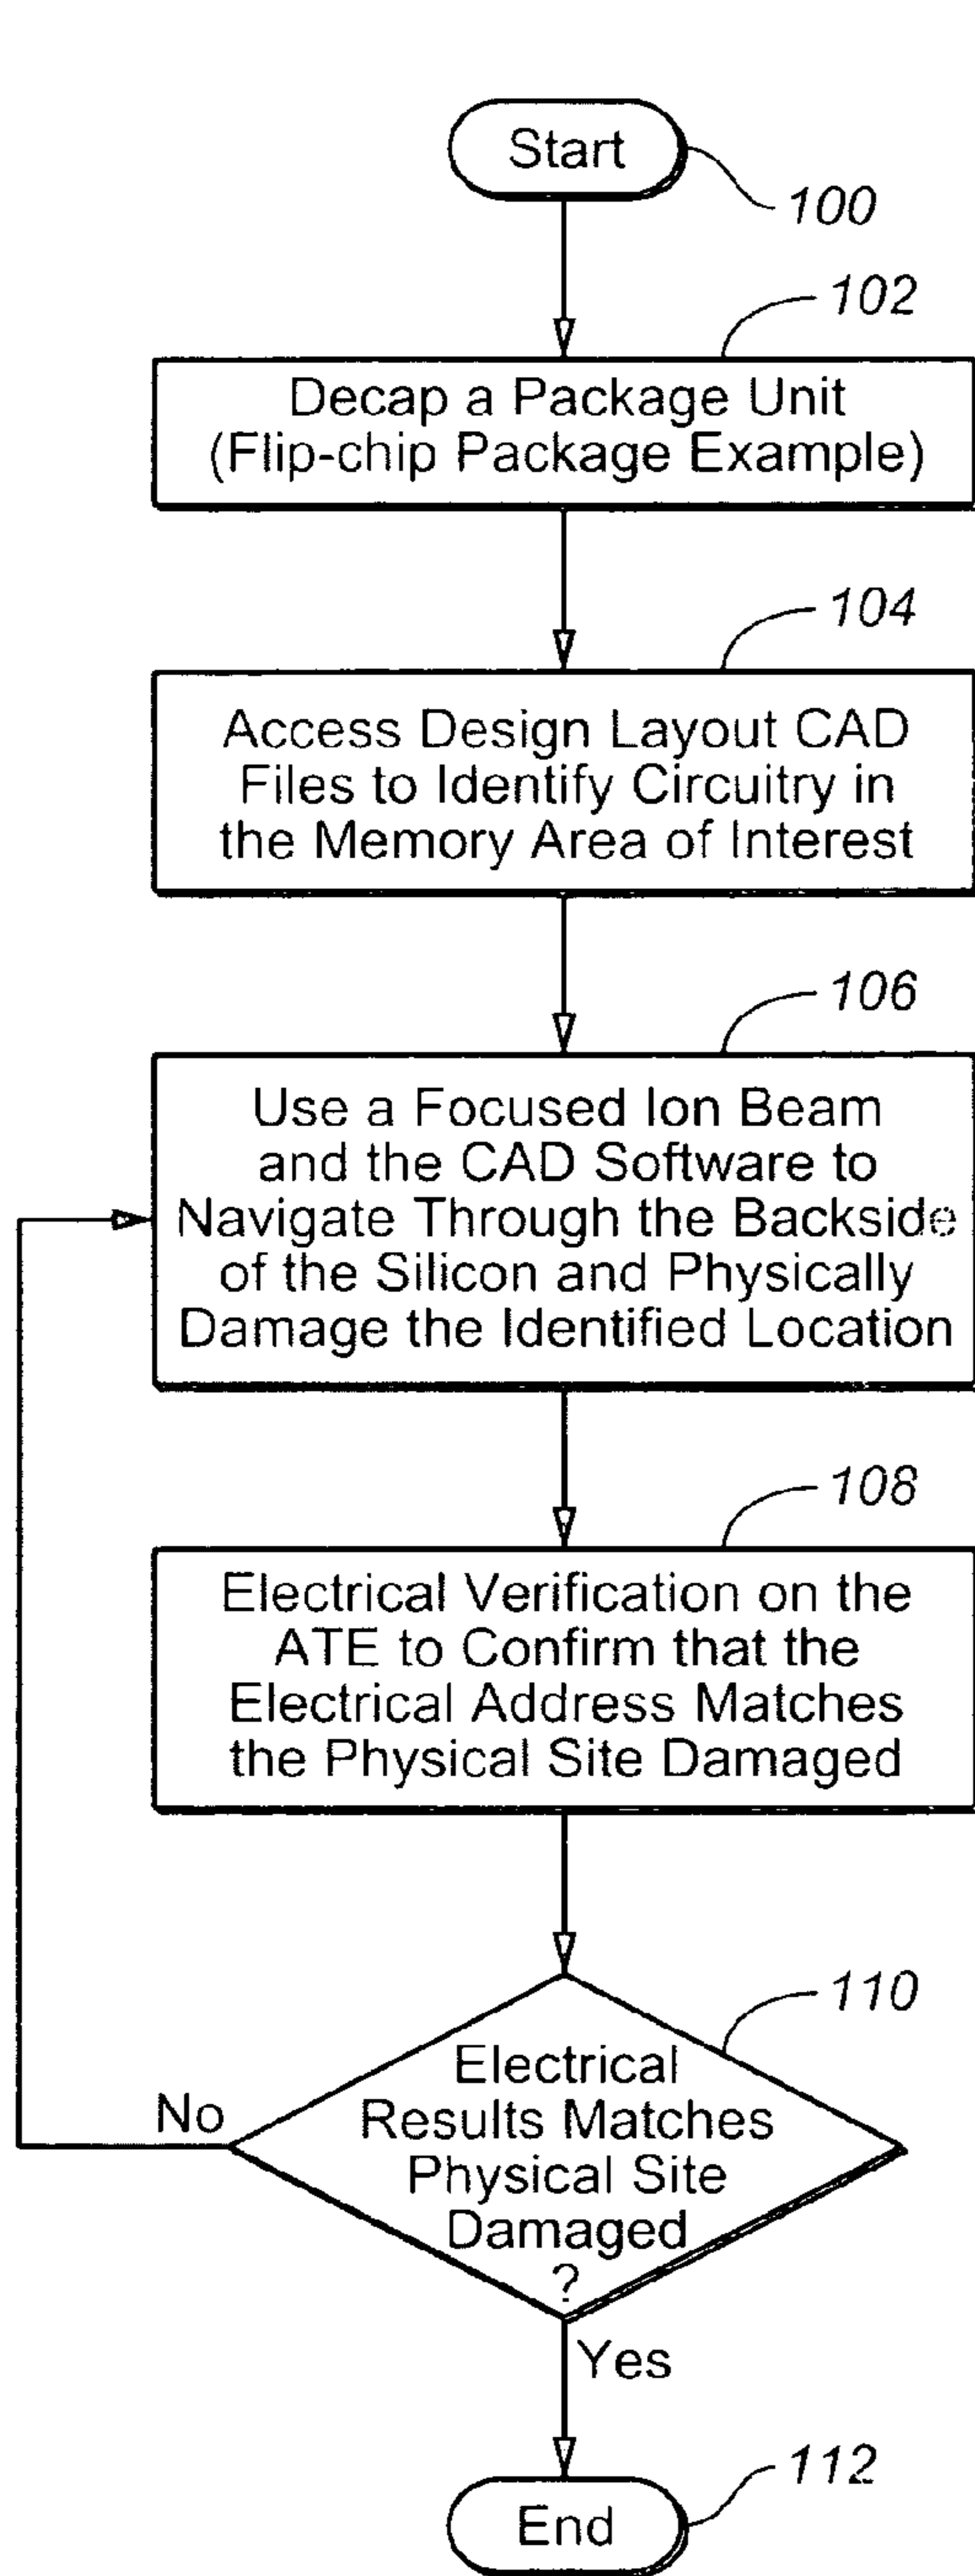 Start
100
102
Decap a Package Unit
(Flip-chip Package Example)
104
Access Design Layout CAD
Files to Identify Circuitry in
the Memory Area of Interest
106
Use a Focused Ion Beam
and the CAD Software to
Navigate Through the Backside
of the Silicon and Physically
Damage the Identified Location
108
Electrical Verification on the
ATE to Confirm that the
Electrical Address Matches
the Physical Site Damaged
110
Electrical
Results Matches
Physical Site
Damaged
?
No
Yes
112
End